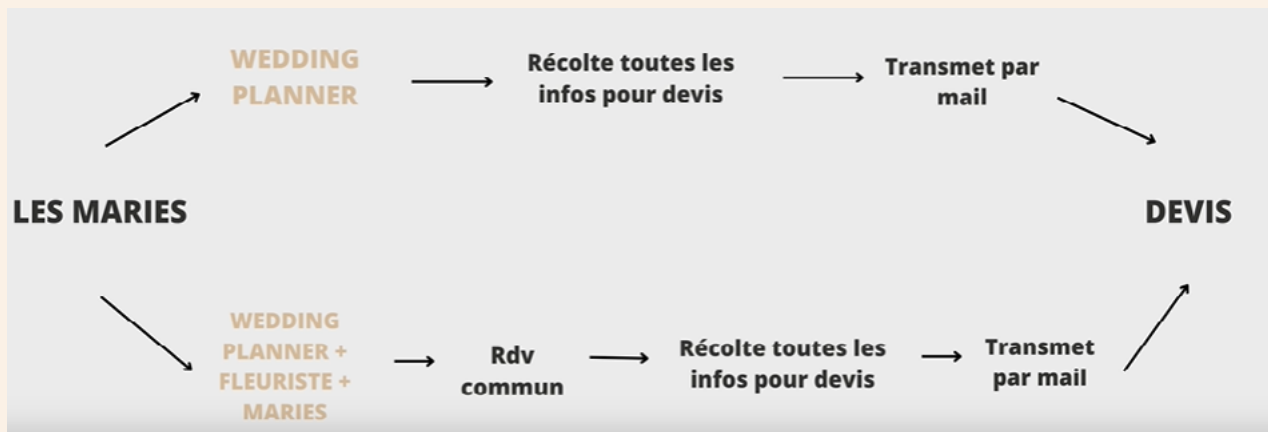 WEDDING
PLANNER
Récolte toutes les
infos pour devis
Transmet par
mail
LES MARIES
DEVIS
WEDDING
PLANNER +
FLEURISTE +
MARIES
Rdv
commun
Récolte toutes les
infos pour devis
Transmet
par mail